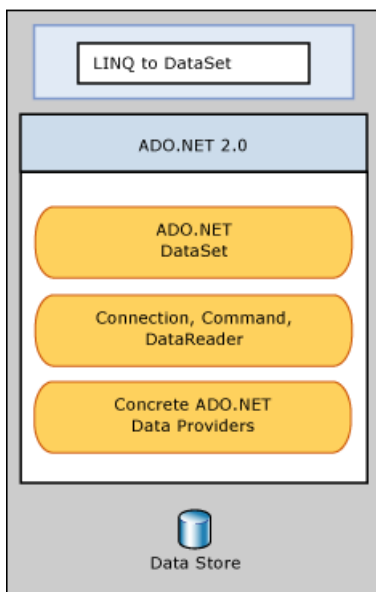 LINQ to DataSet
ADO.NET 2.0
ADO.NET
DataSet
Connection, Command,
DataReader
Concrete ADO.NET
Data Providers
Data Store